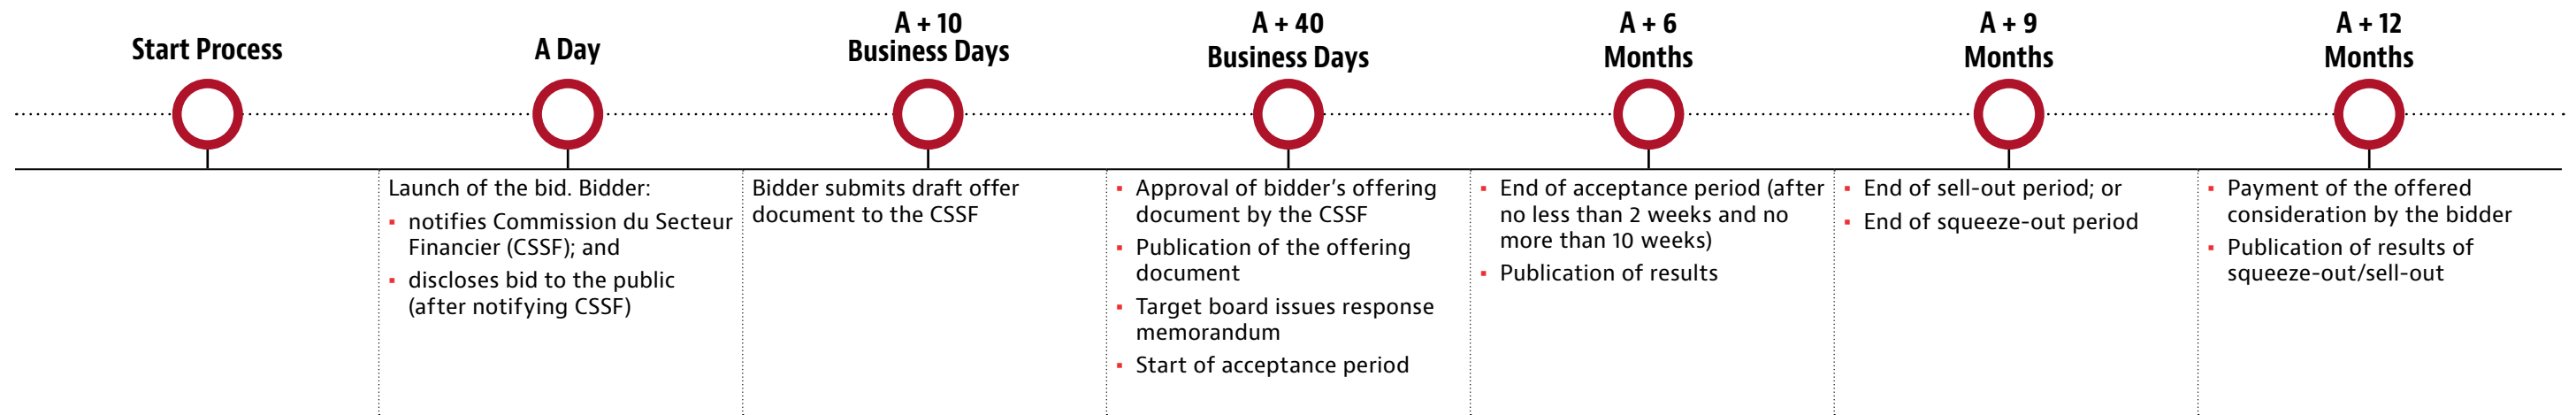 Start Process
A Day
A + 10
Business Days
A + 40
Business Days
A + 6
Months
A + 9
Months
A + 12
Months
Launch of the bid. Bidder:
▪ notifies Commission du Secteur
Financier (CSSF); and
▪ discloses bid to the public
(after notifying CSSF)
Bidder submits draft offer
document to the CSSF
▪ Approval of bidder’s offering
document by the CSSF
▪ Publication of the offering
document
▪ Target board issues response
memorandum
▪ Start of acceptance period
▪ End of acceptance period (after
no less than 2 weeks and no
more than 10 weeks)
▪ Publication of results
▪ End of sell-out period; or
▪ End of squeeze-out period
▪ Payment of the offered
consideration by the bidder
▪ Publication of results of
squeeze-out/sell-out